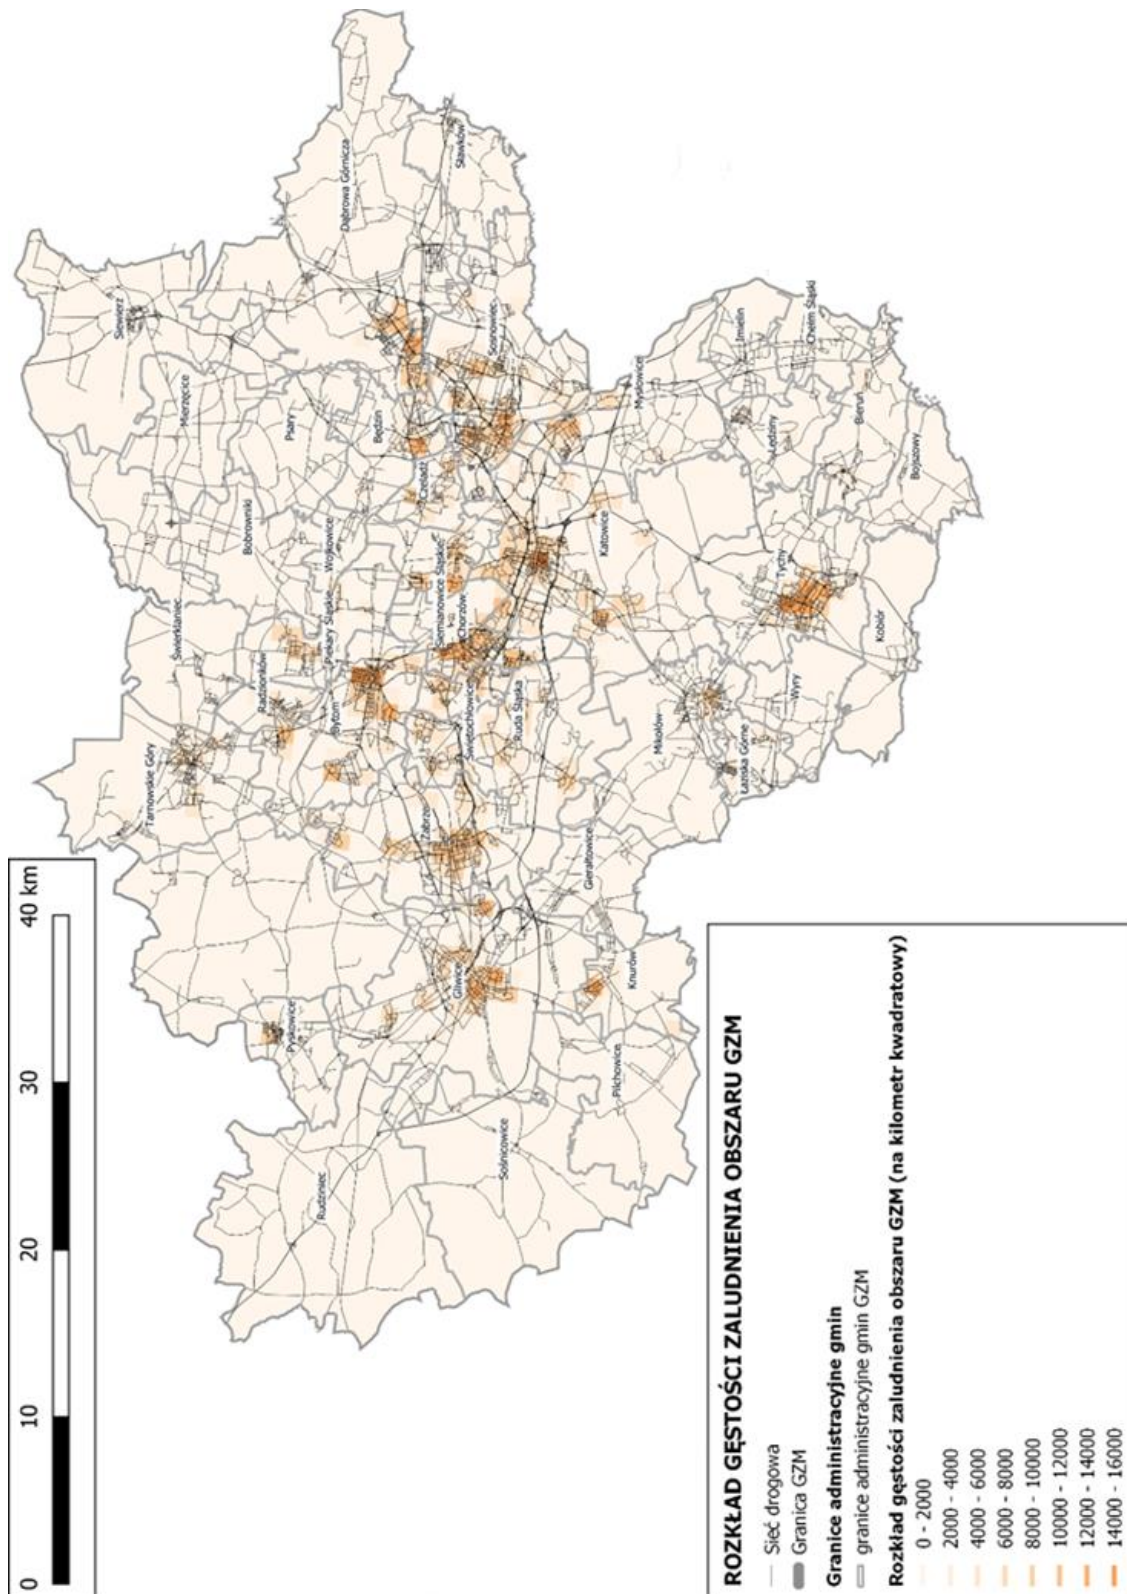 0 10 20 30 40 km
Siewierz
Mierzęcice
Dąbrowa Górnicza
Sławków
Psary
Będzin
Sosnowiec
Czeladź
Bobrowniki
Wojkowice
Świerklaniec
Piekary Śląskie
Radzionków
Tarnowskie Góry
Bytom
Siemianowice Śląskie
Chorzów
Świętochłowice
Ruda Śląska
Katowice
Mysłowice
Imielin
Chełm Śląski
Lędziny
Bieruń
Bojszowy
Tychy
Kobiór
Wyry
Mikołów
Łaziska Górne
Zabrze
Gierałtowice
Gliwice
Knurów
Pyskowice
Pilchowice
Rudziniec
Sośnicowice
ROZKŁAD GĘSTOŚCI ZALUDNIENIA OBSZARU GZM
Sieć drogowa
Granica GZM
Granice administracyjne gmin
granice administracyjne gmin GZM
Rozkład gęstości zaludnienia obszaru GZM (na kilometr kwadratowy)
0 - 2000
2000 - 4000
4000 - 6000
6000 - 8000
8000 - 10000
10000 - 12000
12000 - 14000
14000 - 16000